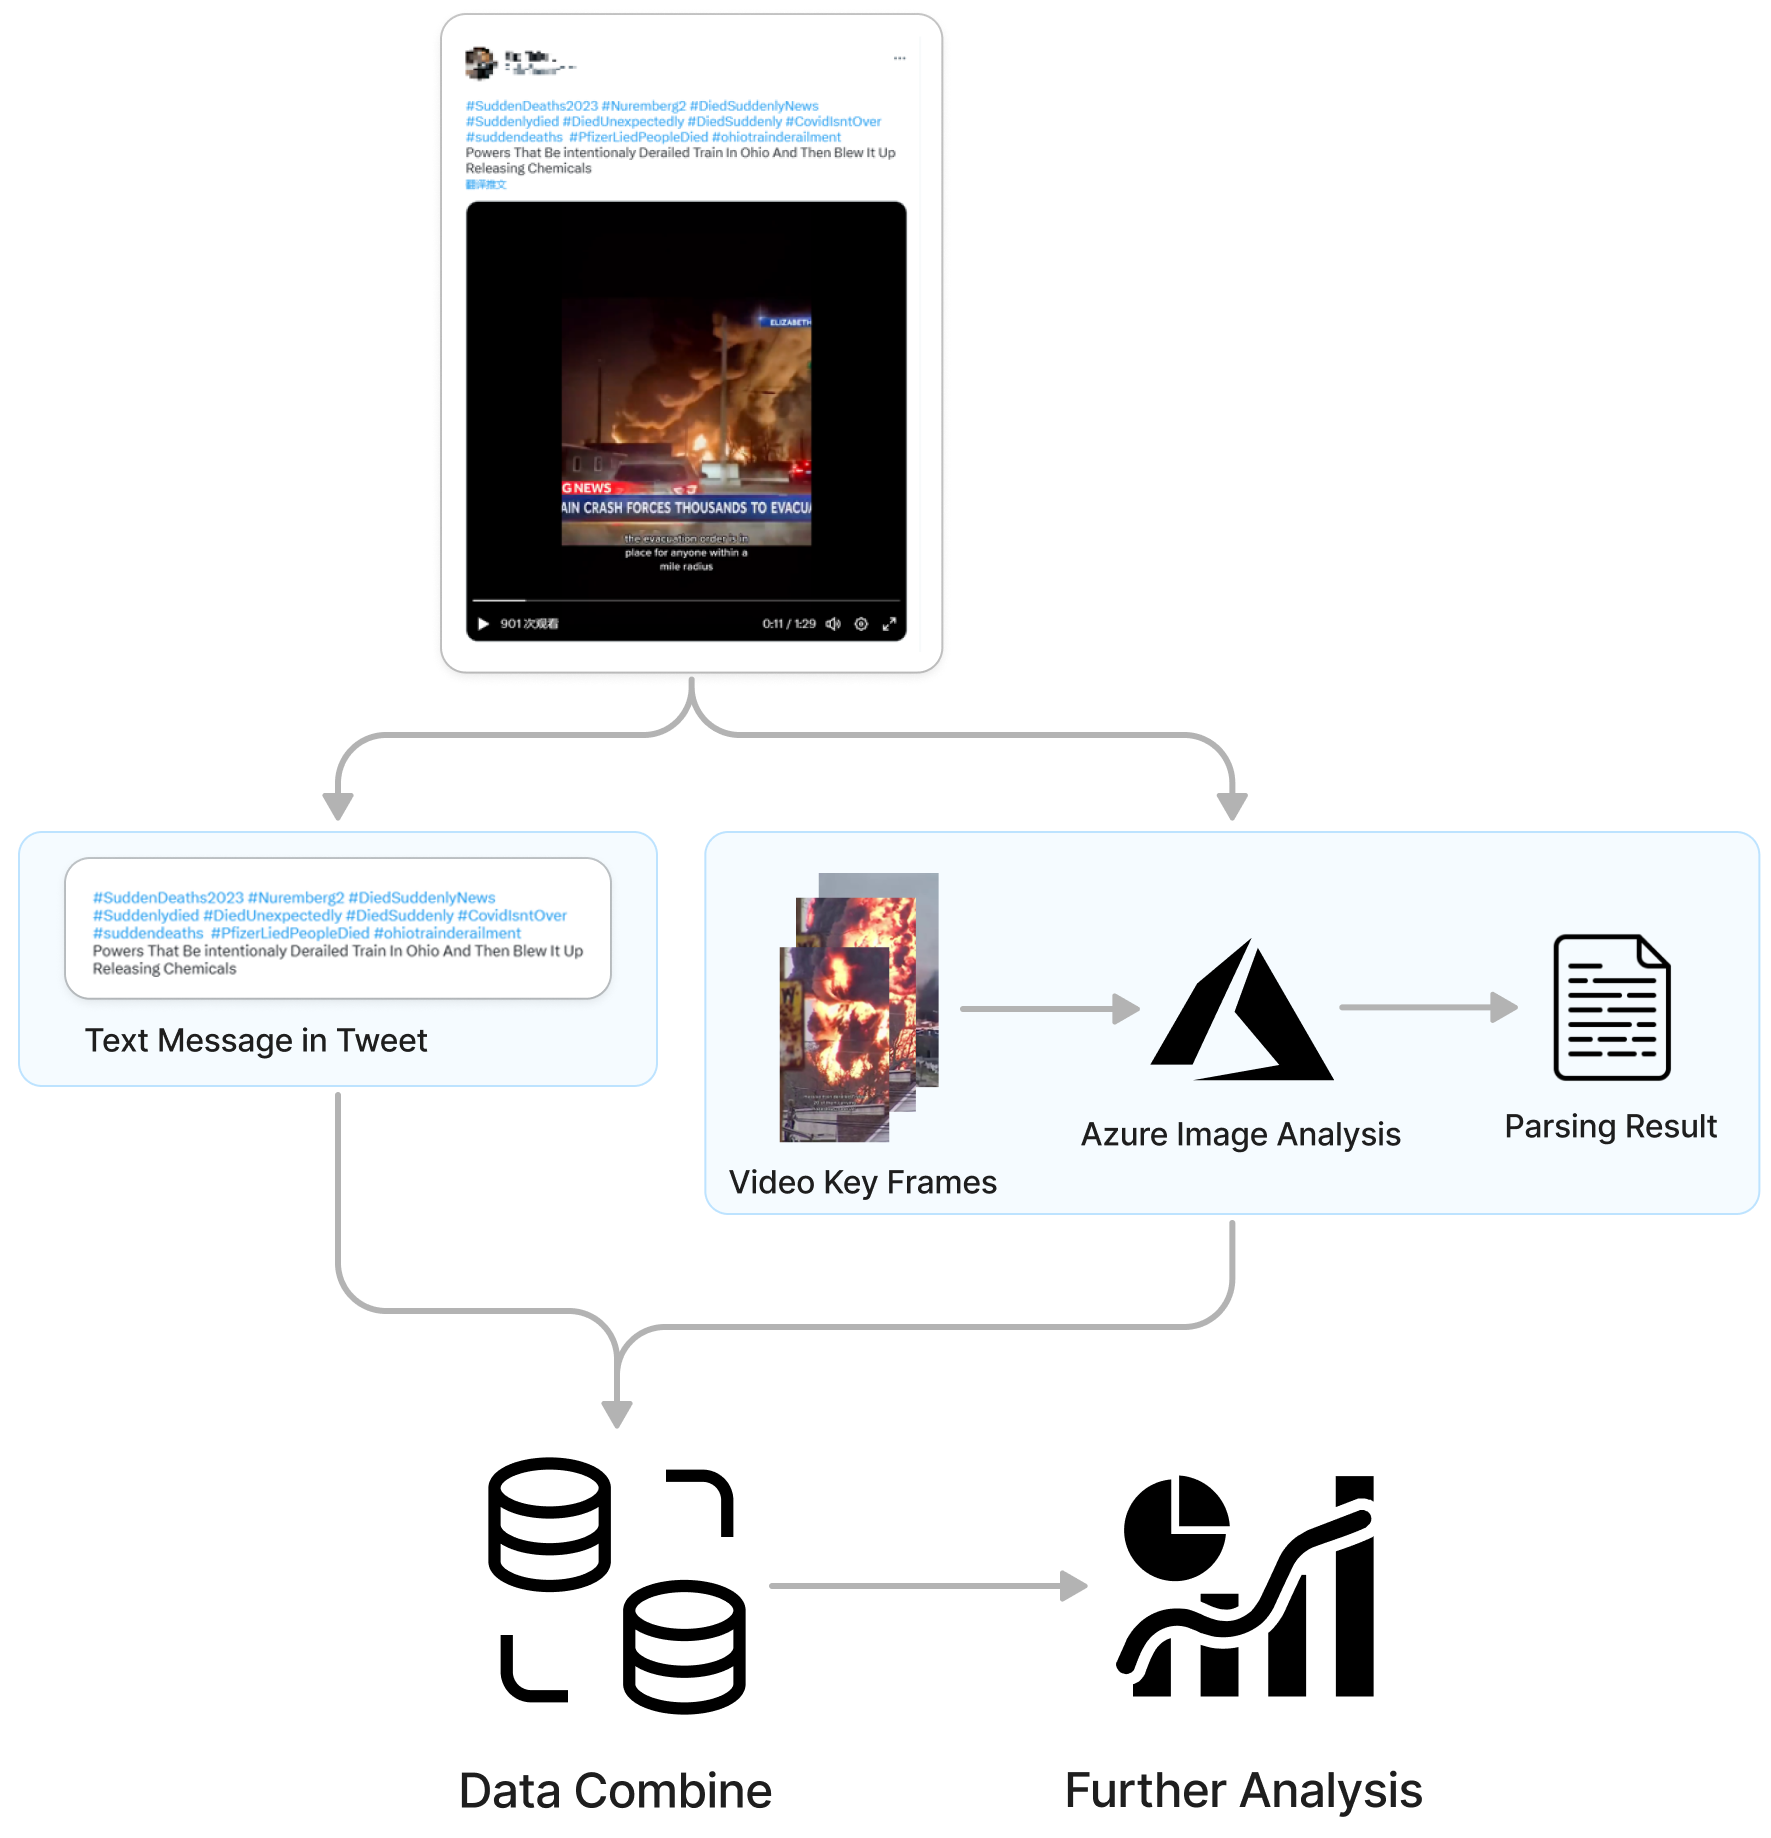 #SuddenDeaths2023 #Nuremberg2 #DiedSuddenlyNews
#Suddenlydied #DiedUnexpectedly #DiedSuddenly #CovidIsntOver
#suddendeaths #PfizerLiedPeopleDied #ohiotrainderailment
Powers That Be intentionaly Derailed Train In Ohio And Then Blew It Up
Releasing Chemicals
翻译推文
ELIZABETH
G NEWS
AIN CRASH FORCES THOUSANDS TO EVACUA
the evacuation order is in
place for anyone within a
mile radius
901 次观看
0:11 / 1:29
#SuddenDeaths2023 #Nuremberg2 #DiedSuddenlyNews
#Suddenlydied #DiedUnexpectedly #DiedSuddenly #CovidIsntOver
#suddendeaths #PfizerLiedPeopleDied #ohiotrainderailment
Powers That Be intentionaly Derailed Train In Ohio And Then Blew It Up
Releasing Chemicals
Text Message in Tweet
Video Key Frames
Azure Image Analysis
Parsing Result
Data Combine
Further Analysis